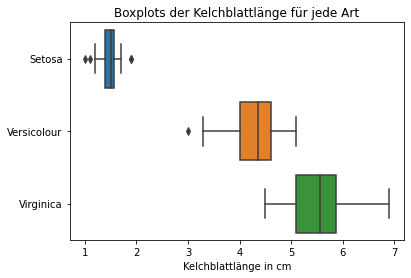 Boxplots der Kelchblattlänge für jede Art
Setosa
Versicolour
Virginica
1 2 3 4 5 6 7
Kelchblattlänge in cm